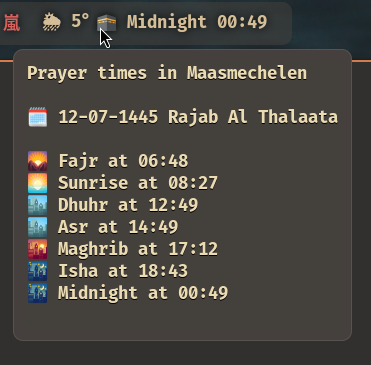 嵐 5° Midnight 00:49
Prayer times in Maasmechelen
12-07-1445 Rajab Al Thalaata
Fajr at 06:48
Sunrise at 08:27
Dhuhr at 12:49
Asr at 14:49
Maghrib at 17:12
Isha at 18:43
Midnight at 00:49